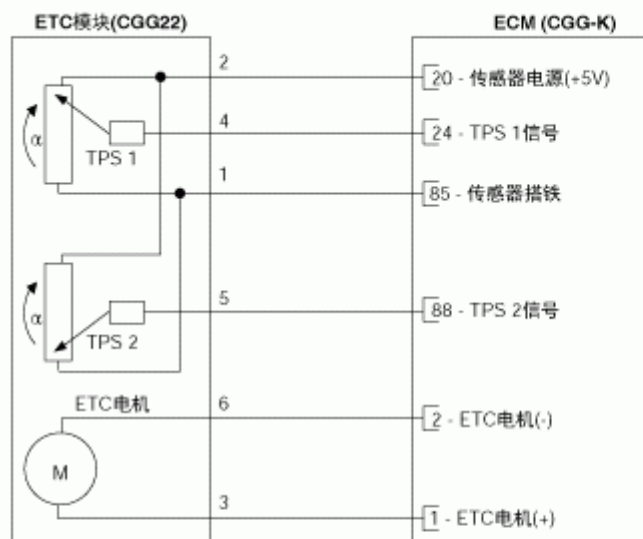 ETC模块(CGG22)
ECM (CGG-K)
2
20 - 传感器电源(+5V)
α
TPS 1
4
24 - TPS 1信号
1
85 - 传感器搭铁
α
TPS 2
5
88 - TPS 2信号
ETC电机
6
2 - ETC电机(-)
M
3
1 - ETC电机(+)